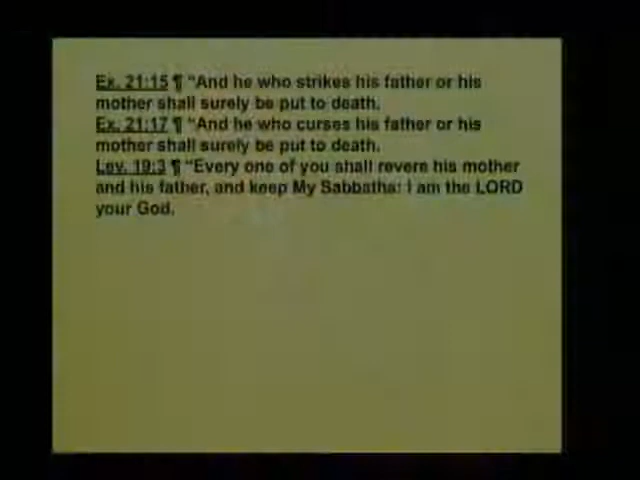 Ex. 21:15 ¶ “And he who strikes his father or his
mother shall surely be put to death.
Ex. 21:17 ¶ “And he who curses his father or his
mother shall surely be put to death.
Lev. 19:3 ¶ “Every one of you shall revere his mother
and his father, and keep My Sabbaths: I am the LORD
your God.